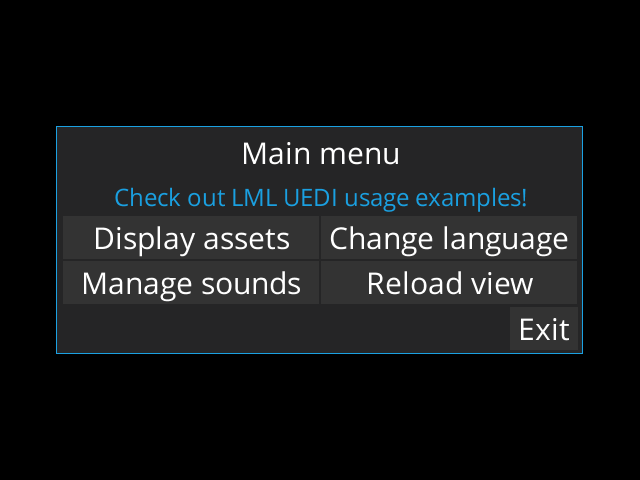 Main menu
Check out LML UEDI usage examples!
Display assets
Change language
Manage sounds
Reload view
Exit